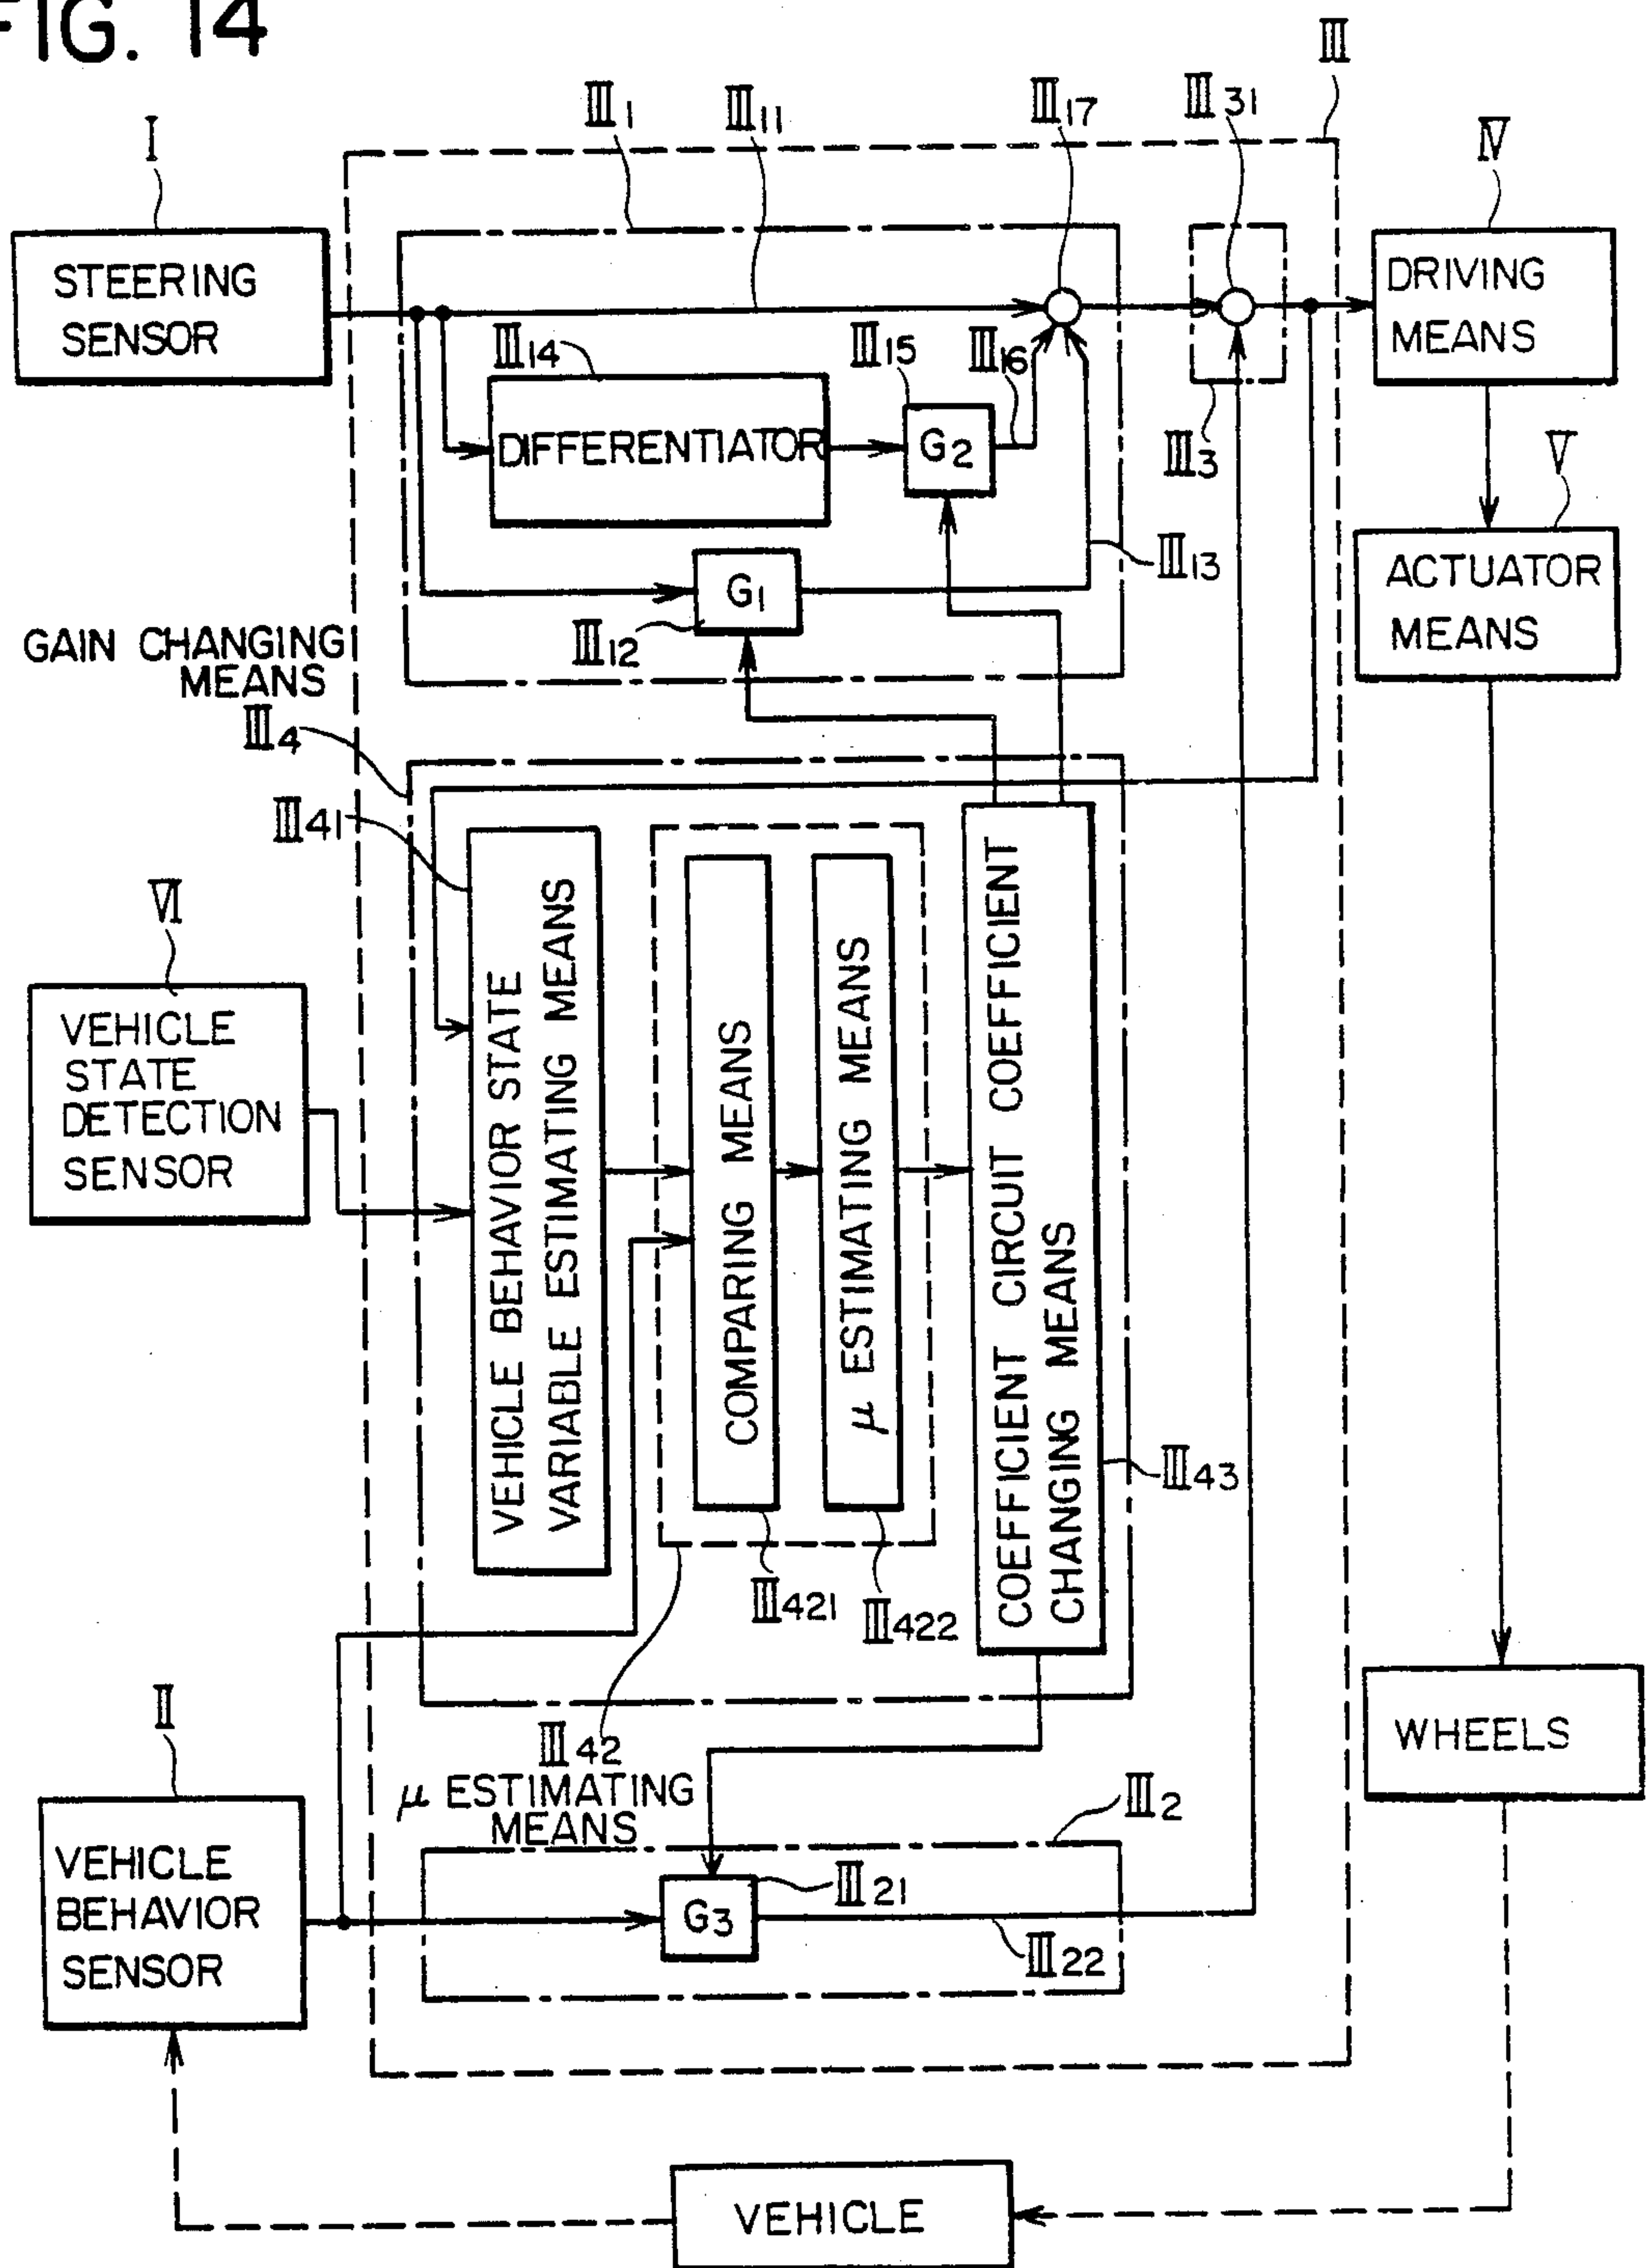 FIG. 14
III
III1
III11
III17
III31
I
IV
STEERING
SENSOR
DRIVING
MEANS
III14
III15
III16
DIFFERENTIATOR
G2
III3
V
III13
G1
III12
ACTUATOR
MEANS
GAIN CHANGING
MEANS
III4
III41
VI
VEHICLE
STATE
DETECTION
SENSOR
VEHICLE BEHAVIOR STATE
VARIABLE ESTIMATING MEANS
COMPARING MEANS
μ ESTIMATING MEANS
COEFFICIENT CIRCUIT COEFFICIENT
CHANGING MEANS
III43
III421
III422
II
III42
μ ESTIMATING
MEANS
WHEELS
III2
VEHICLE
BEHAVIOR
SENSOR
III21
G3
III22
VEHICLE